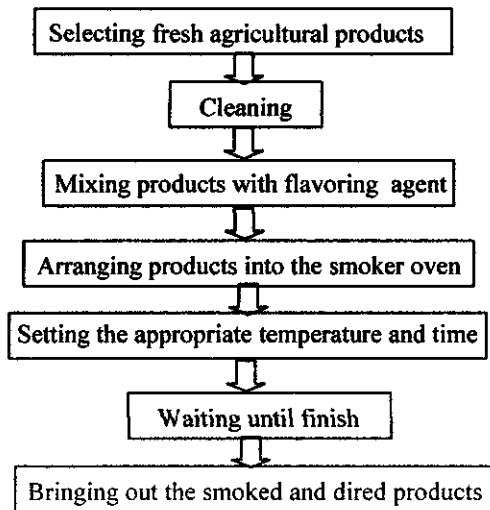 Selecting fresh agricultural products
Cleaning
Mixing products with flavoring agent
Arranging products into the smoker oven
Setting the appropriate temperature and time
Waiting until finish
Bringing out the smoked and dired products